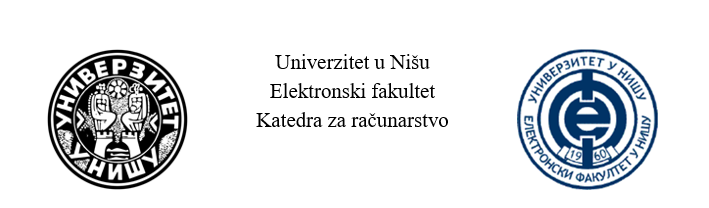 УНИВЕРЗИТЕТ
У НИШУ
Univerzitet u Nišu
Elektronski fakultet
Katedra za računarstvo
УНИВЕРЗИТЕТ У НИШУ
ЕЛЕКТРОНСКИ ФАКУЛТЕТ У НИШУ
1960